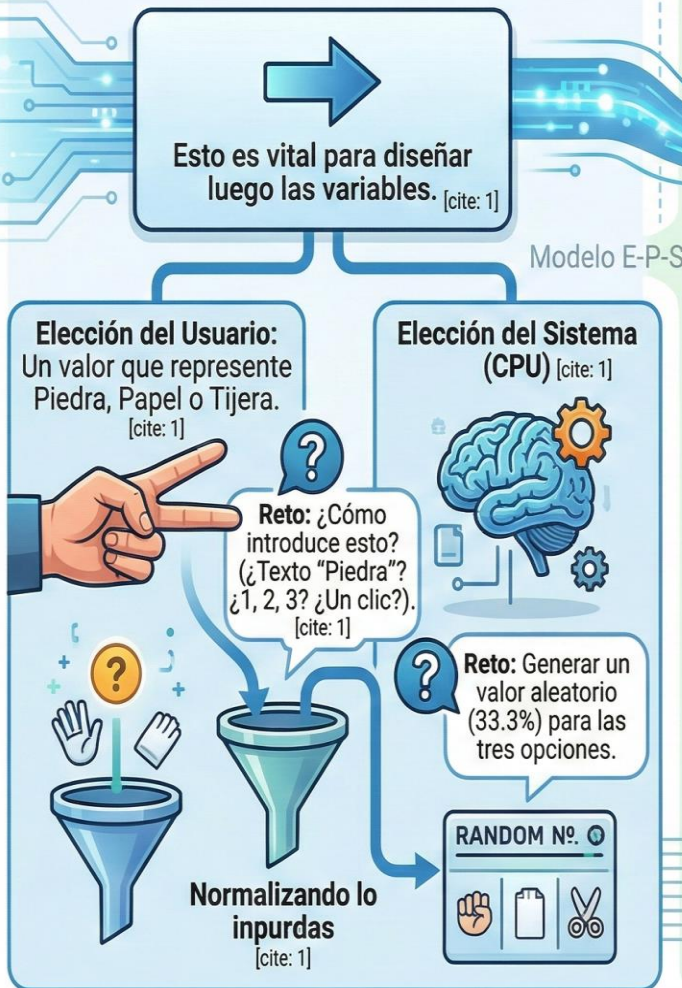 Esto es vital para diseñar
luego las variables. [cite: 1]
Modelo E-P-S
Elección del Usuario:
Un valor que represente
Piedra, Papel o Tijera.
[cite: 1]
Elección del Sistema
(CPU) [cite: 1]
?
Reto: ¿Cómo
introduce esto?
(¿Texto “Piedra”?
¿1, 2, 3? ¿Un clic?).
[cite: 1]
?
?
Reto: Generar un
valor aleatorio
(33.3%) para las
tres opciones.
RANDOM Nº.
Normalizando lo
inpurdas
[cite: 1]